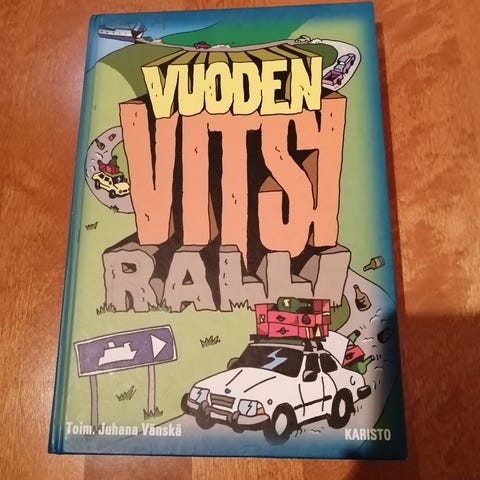 VUODEN
VITSI
RALLI
Toim. Juhana Vänskä
KARISTO